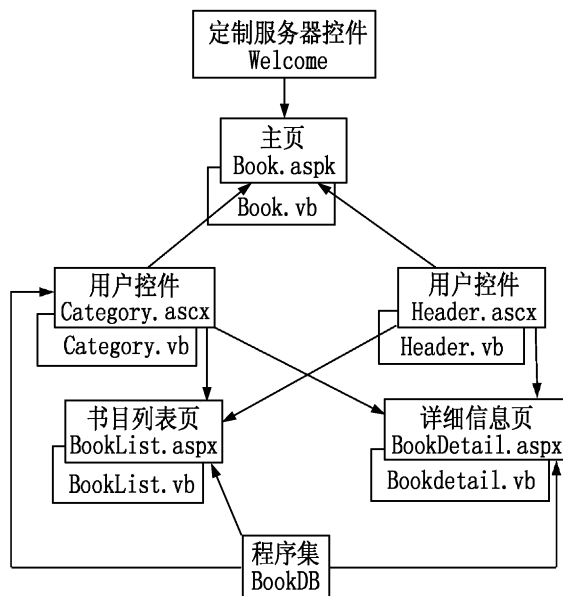 定制服务器控件
Welcome
主页
Book.aspk
Book.vb
用户控件
Category.ascx
Category.vb
用户控件
Header.ascx
Header.vb
书目列表页
BookList.aspx
BookList.vb
详细信息页
BookDetail.aspx
Bookdetail.vb
程序集
BookDB